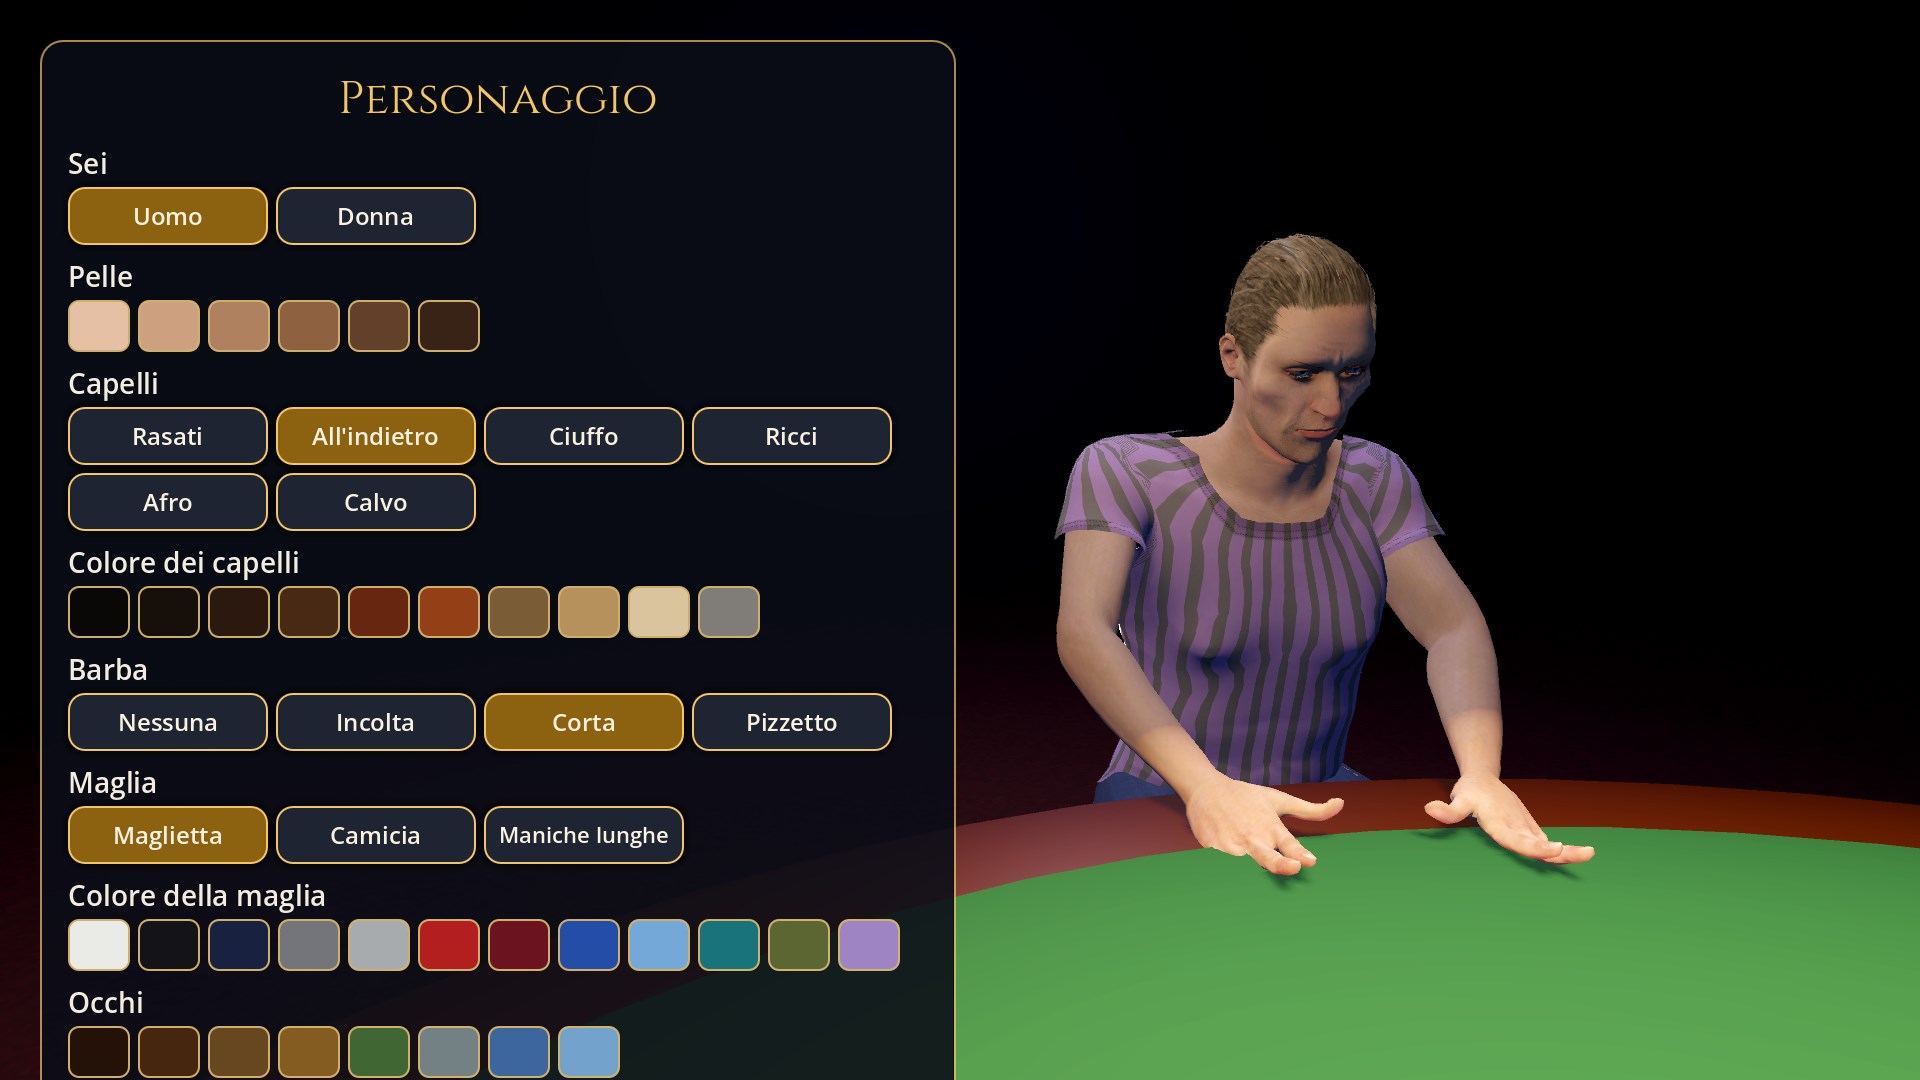 Personaggio
Sei
Uomo Donna
Pelle
Capelli
Rasati All'indietro Ciuffo Ricci
Afro Calvo
Colore dei capelli
Barba
Nessuna Incolta Corta Pizzetto
Maglia
Maglietta Camicia Maniche lunghe
Colore della maglia
Occhi